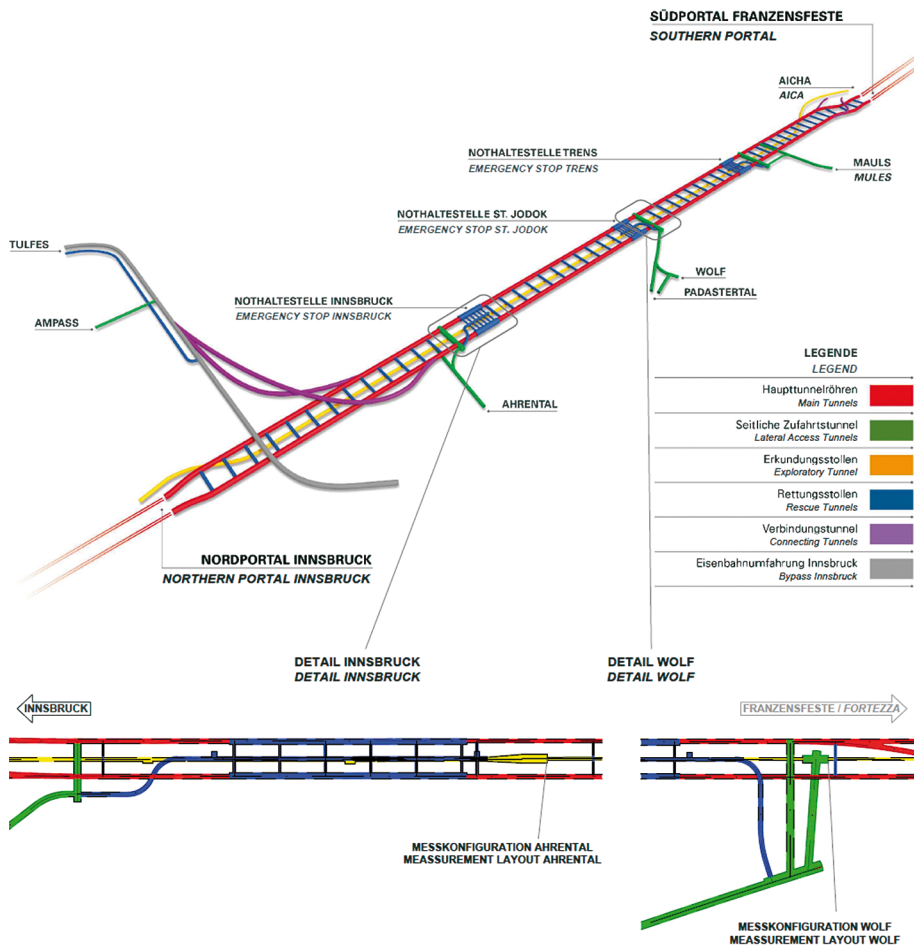 SÜDPORTAL FRANZENSFESTE
SOUTHERN PORTAL
AICHA
AICA
NOTHALTESTELLE TRENS
EMERGENCY STOP TRENS
MAULS
MULES
NOTHALTESTELLE ST. JODOK
EMERGENCY STOP ST. JODOK
TULFES
WOLF
PADASTERTAL
NOTHALTESTELLE INNSBRUCK
EMERGENCY STOP INNSBRUCK
AMPASS
AHRENTAL
LEGENDE
LEGEND
Haupttunnelröhren
Main Tunnels
Seitliche Zufahrtstunnel
Lateral Access Tunnels
Erkundungsstollen
Exploratory Tunnel
Rettungsstollen
Rescue Tunnels
Verbindungstunnel
Connecting Tunnels
Eisenbahnumfahrung Innsbruck
Bypass Innsbruck
NORDPORTAL INNSBRUCK
NORTHERN PORTAL INNSBRUCK
DETAIL INNSBRUCK
DETAIL INNSBRUCK
DETAIL WOLF
DETAIL WOLF
INNSBRUCK
FRANZENSFESTE / FORTEZZA
MESSKONFIGURATION AHRENTAL
MEASSUREMENT LAYOUT AHRENTAL
MESSKONFIGURATION WOLF
MEASUREMENT LAYOUT WOLF